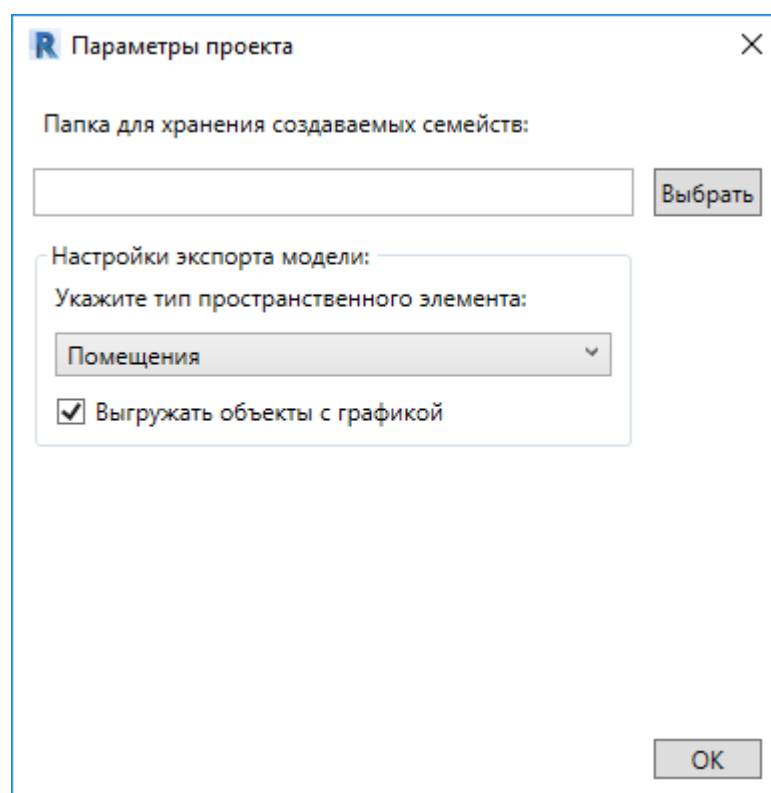 Параметры проекта
Папка для хранения создаваемых семейств:
Выбрать
Настройки экспорта модели:
Укажите тип пространственного элемента:
Помещения
Выгружать объекты с графикой
OK